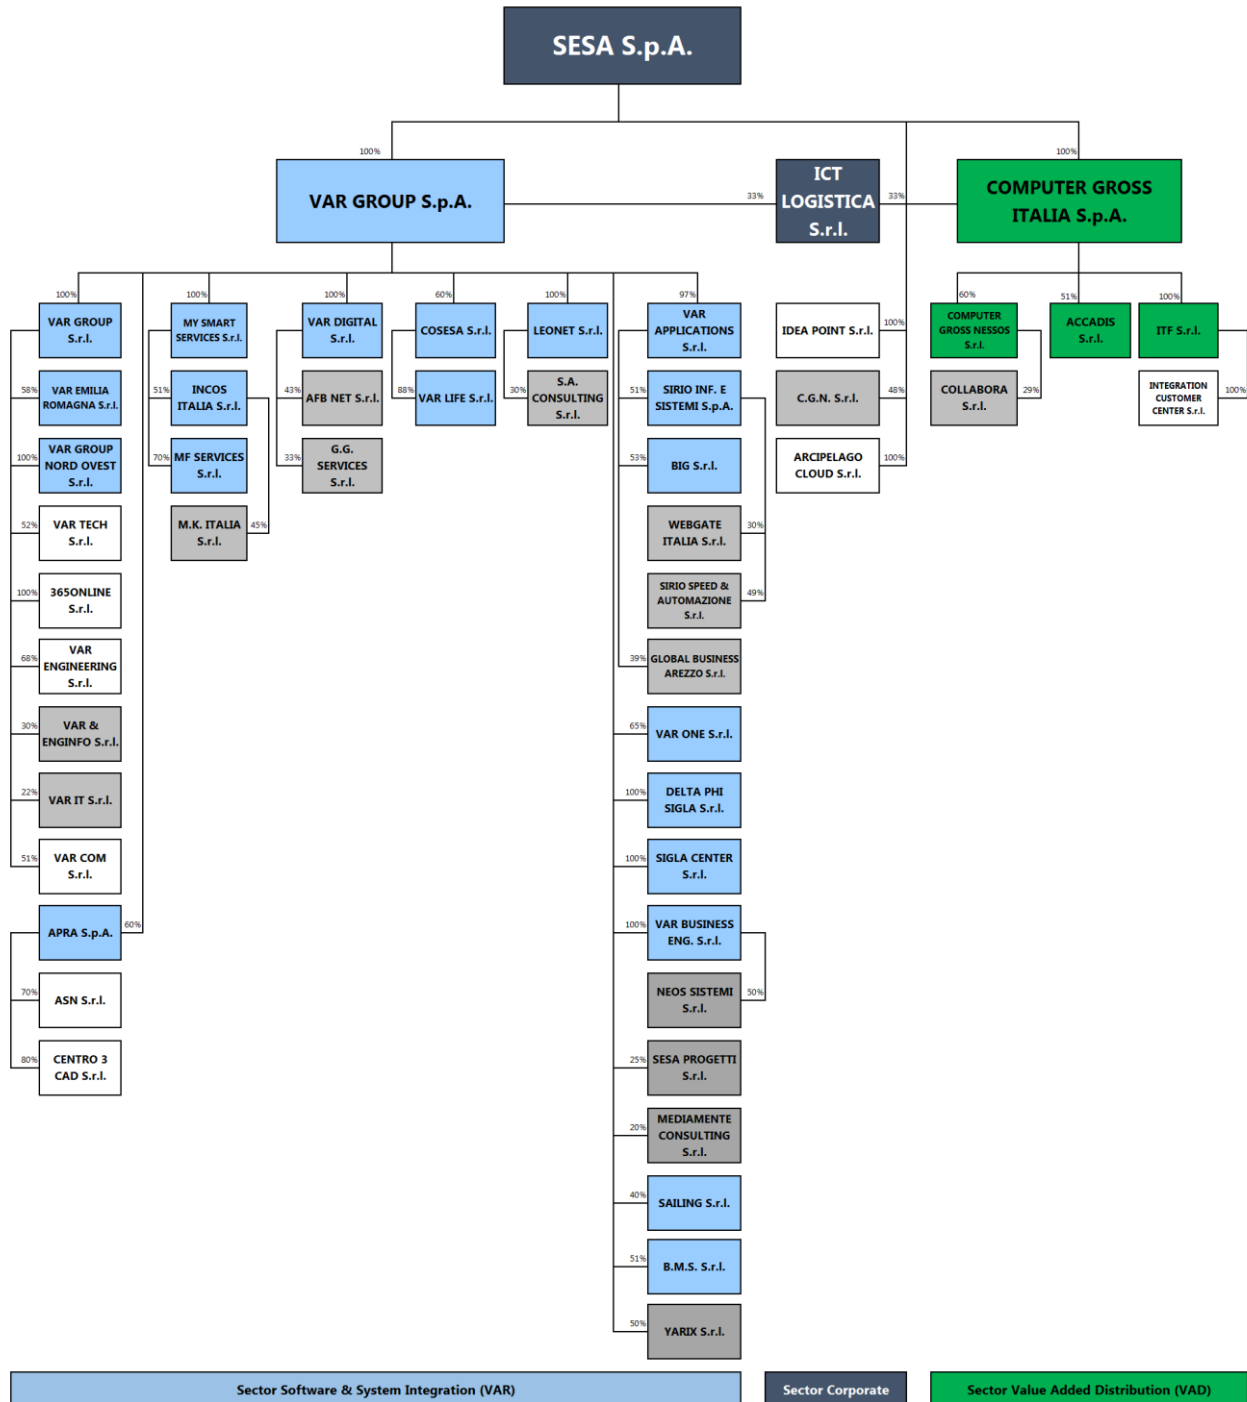 SESA S.p.A.
100%
100%
VAR GROUP S.p.A.
33%
ICT
LOGISTICA
S.r.l.
33%
COMPUTER GROSS
ITALIA S.p.A.
100%
VAR GROUP
S.r.l.
58%
VAR EMILIA
ROMAGNA S.r.l.
100%
VAR GROUP
NORD OVEST
S.r.l.
52%
VAR TECH
S.r.l.
100%
365ONLINE
S.r.l.
68%
VAR
ENGINEERING
S.r.l.
30%
VAR &
ENGINFO S.r.l.
22%
VAR IT S.r.l.
51%
VAR COM
S.r.l.
APRA S.p.A.
60%
70%
ASN S.r.l.
80%
CENTRO 3
CAD S.r.l.
100%
MY SMART
SERVICES S.r.l.
51%
INCOS
ITALIA S.r.l.
70%
MF SERVICES
S.r.l.
M.K. ITALIA
S.r.l.
45%
100%
VAR DIGITAL
S.r.l.
43%
AFB NET S.r.l.
33%
G.G.
SERVICES
S.r.l.
60%
COSESA S.r.l.
88%
VAR LIFE S.r.l.
100%
LEONET S.r.l.
30%
S.A.
CONSULTING
S.r.l.
97%
VAR
APPLICATIONS
S.r.l.
51%
SIRIO INF. E
SISTEMI S.p.A.
53%
BIG S.r.l.
WEBGATE
ITALIA S.r.l.
30%
SIRIO SPEED &
AUTOMAZIONE
S.r.l.
49%
39%
GLOBAL BUSINESS
AREZZO S.r.l.
65%
VAR ONE S.r.l.
100%
DELTA PHI
SIGLA S.r.l.
100%
SIGLA CENTER
S.r.l.
100%
VAR BUSINESS
ENG. S.r.l.
NEOS SISTEMI
S.r.l.
50%
25%
SESA PROGETTI
S.r.l.
20%
MEDIAMENTE
CONSULTING
S.r.l.
40%
SAILING S.r.l.
51%
B.M.S. S.r.l.
50%
YARIX S.r.l.
IDEA POINT S.r.l.
100%
C.G.N. S.r.l.
48%
ARCIPELAGO
CLOUD S.r.l.
100%
60%
COMPUTER
GROSS NESSOS
S.r.l.
COLLABORA
S.r.l.
29%
51%
ACCADIS
S.r.l.
100%
ITF S.r.l.
INTEGRATION
CUSTOMER
CENTER S.r.l.
100%
Sector Software & System Integration (VAR)
Sector Corporate
Sector Value Added Distribution (VAD)